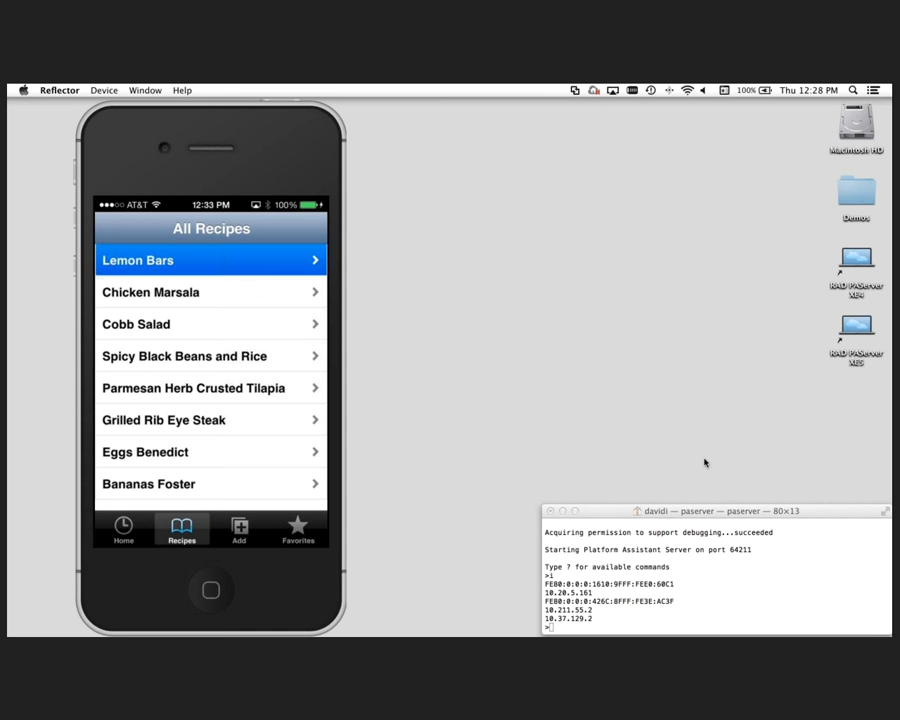 Reflector Device Window Help
100% Thu 12:28 PM
Macintosh HD
Demos
RAD PAServer
XE4
RAD PAServer
XE5
AT&T 12:33 PM 100%
All Recipes
Lemon Bars
Chicken Marsala
Cobb Salad
Spicy Black Beans and Rice
Parmesan Herb Crusted Tilapia
Grilled Rib Eye Steak
Eggs Benedict
Bananas Foster
Home Recipes Add Favorites
davidi — paserver — paserver — 80×13
Acquiring permission to support debugging...succeeded
Starting Platform Assistant Server on port 64211
Type ? for available commands
>i
FE80:0:0:0:1610:9FFF:FEE0:60C1
10.20.5.161
FE80:0:0:0:426C:8FFF:FE3E:AC3F
10.211.55.2
10.37.129.2
>